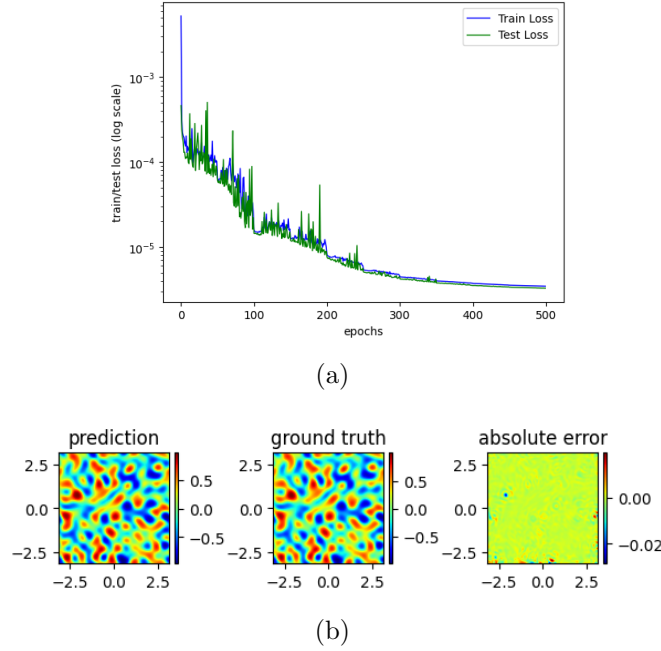 Train Loss
Test Loss
train/test loss (log scale)
10⁻³
10⁻⁴
10⁻⁵
0 100 200 300 400 500
epochs
(a)
prediction ground truth absolute error
2.5 0.5 2.5 0.5 2.5 0.00
0.0 0.0 0.0 0.0 0.0
−2.5 −0.5 −2.5 −0.5 −2.5 −0.02
−2.5 0.0 2.5 −2.5 0.0 2.5 −2.5 0.0 2.5
(b)